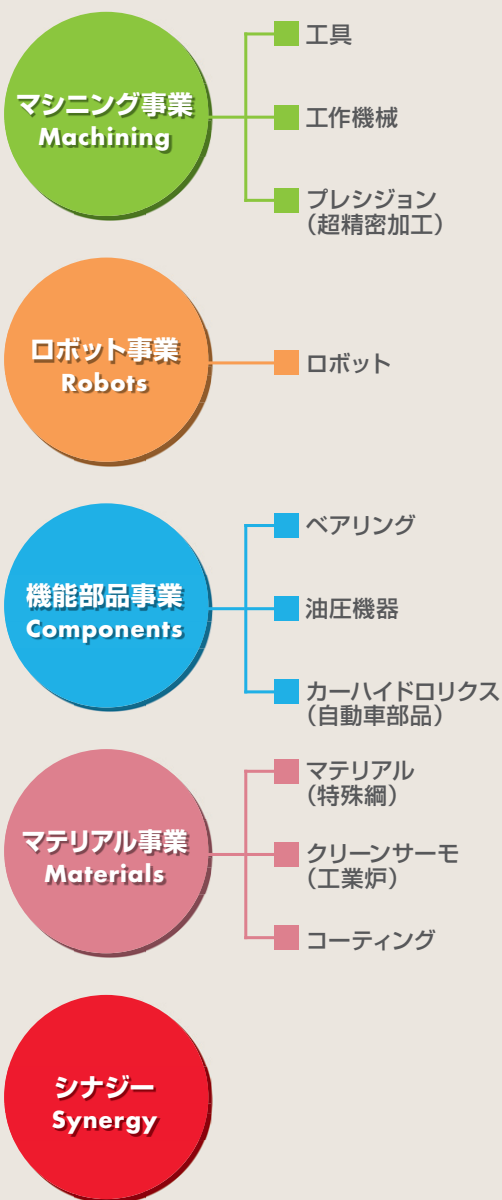 マシニング事業
Machining
工具
工作機械
プレシジョン
（超精密加工）
ロボット事業
Robots
ロボット
機能部品事業
Components
ベアリング
油圧機器
カーハイドロリクス
（自動車部品）
マテリアル事業
Materials
マテリアル
（特殊綱）
クリーンサーモ
（工業炉）
コーティング
シナジー
Synergy